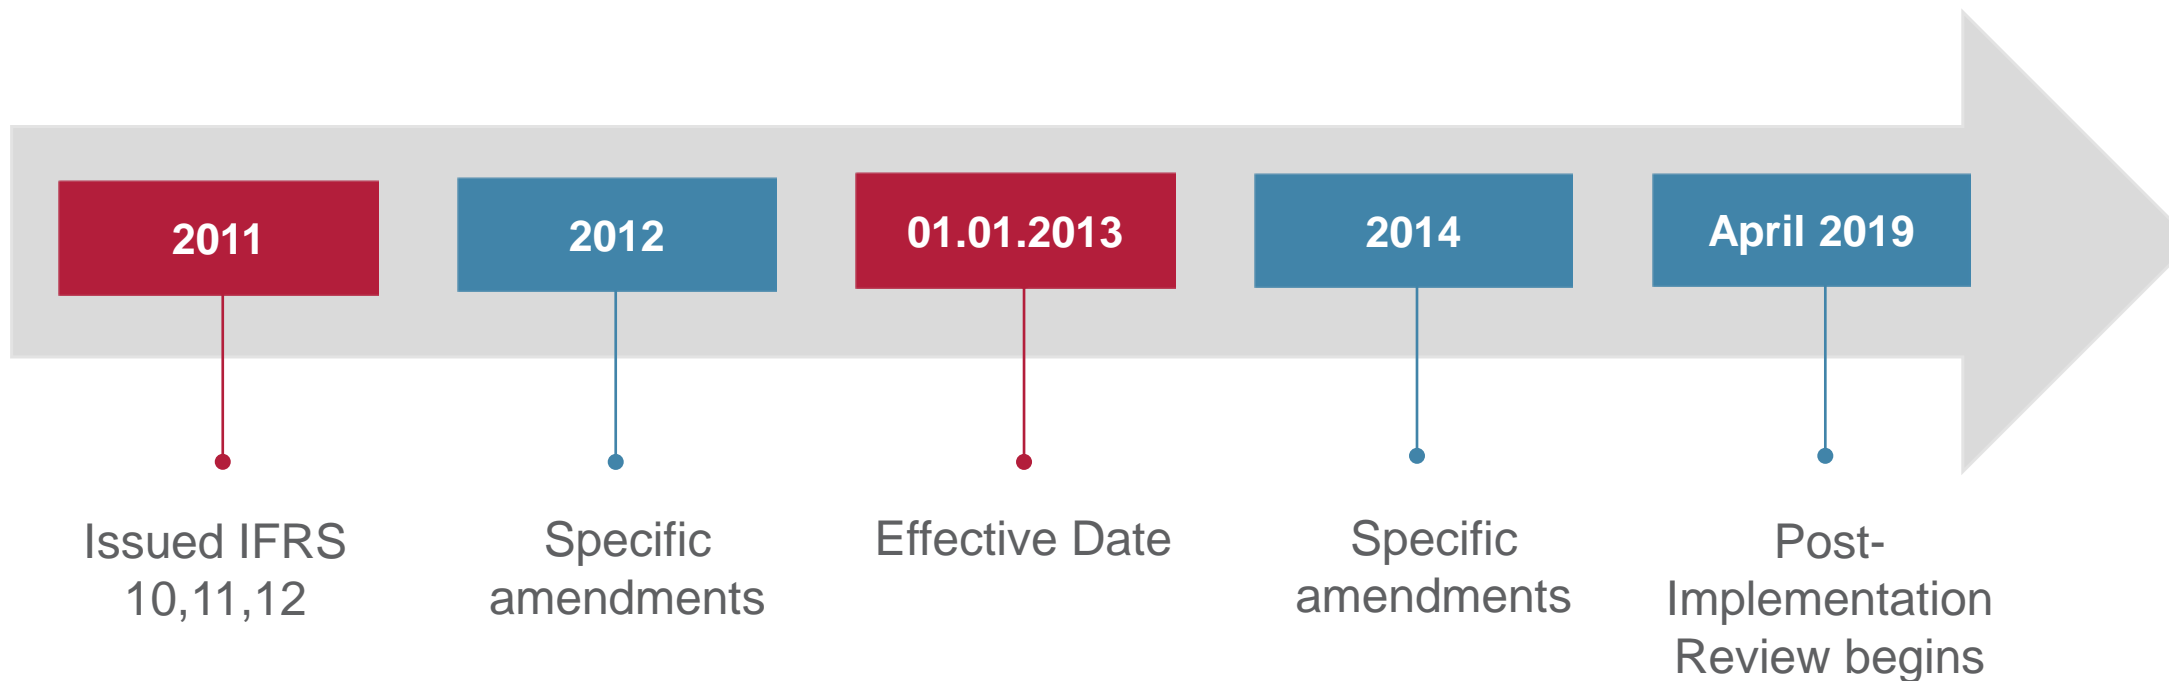 2011
2012
01.01.2013
2014
April 2019
Issued IFRS
10,11,12
Specific
amendments
Effective Date
Specific
amendments
Post-
Implementation
Review begins